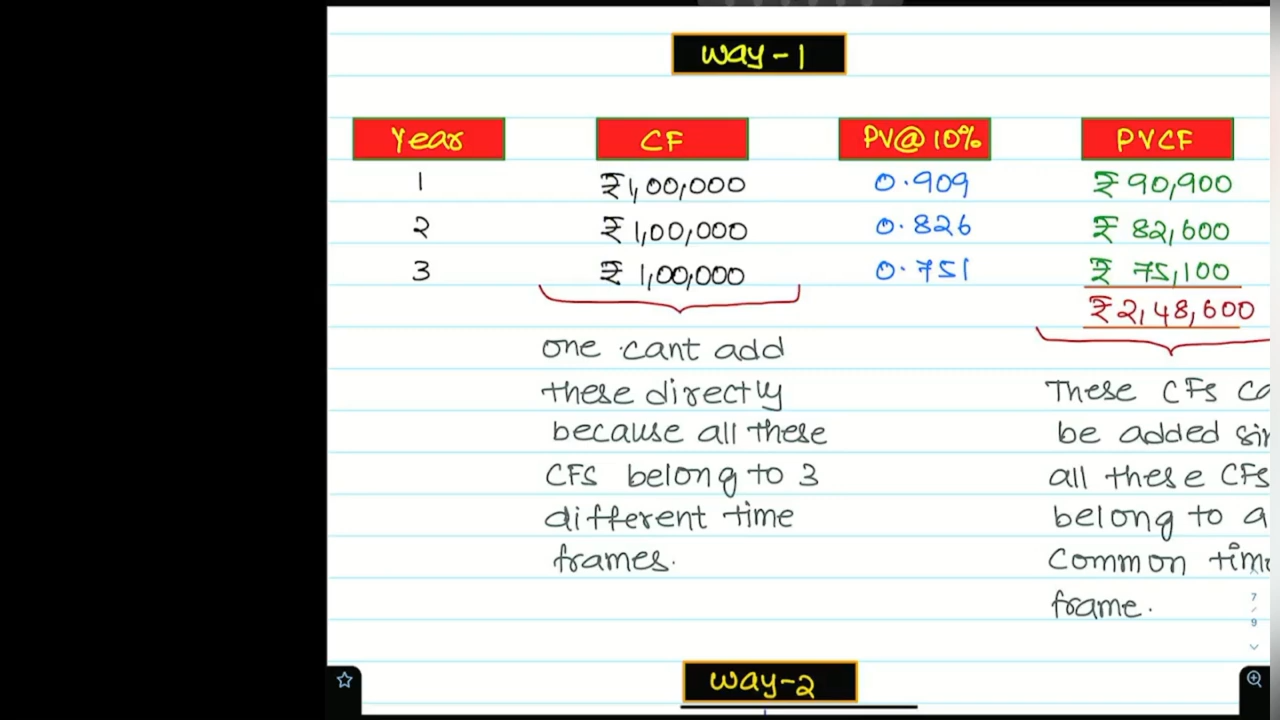 Way-1
Year CF PV@10% PVCF
1 ₹1,00,000 0.909 ₹90,900
2 ₹1,00,000 0.826 ₹82,600
3 ₹1,00,000 0.751 ₹75,100
₹2,48,600
one cant add
these directly
because all these
CFS belong to 3
different time
frames.
These CFs
be added
all these CFs
belong to a
Common
frame.
7
/
9
Way-2